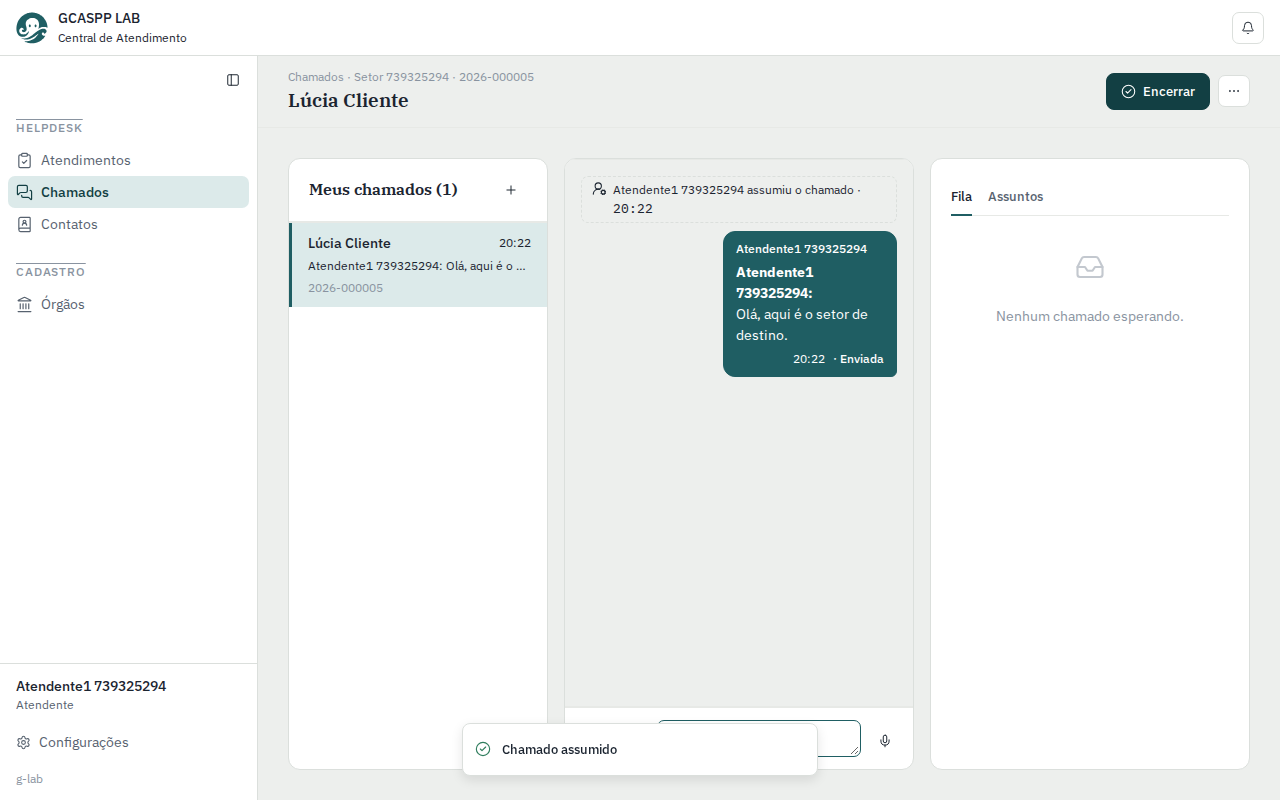 GCASPP LAB
Central de Atendimento
HELPDESK
Atendimentos
Chamados
Contatos
CADASTRO
Órgãos
Atendente1 739325294
Atendente
Configurações
g-lab
Chamados · Setor 739325294 · 2026-000005
Lúcia Cliente
Encerrar
Meus chamados (1)
Lúcia Cliente 20:22
Atendente1 739325294: Olá, aqui é o ...
2026-000005
Atendente1 739325294 assumiu o chamado ·
20:22
Atendente1 739325294
Atendente1
739325294:
Olá, aqui é o setor de
destino.
20:22 · Enviada
Fila Assuntos
Nenhum chamado esperando.
Chamado assumido